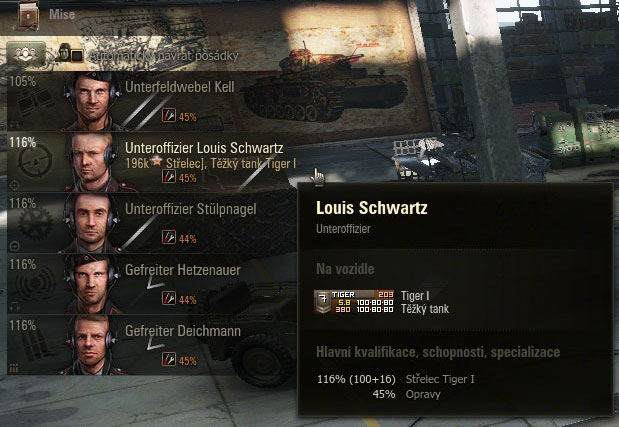 Mise
Automatický návrat posádky
105%
Unterfeldwebel Kell
45%
116%
Unteroffizier Louis Schwartz
196k Střelec], Těžký tank Tiger I
45%
116%
Unteroffizier Stülpnagel
44%
116%
Gefreiter Hetzenauer
44%
116%
Gefreiter Deichmann
45%
Louis Schwartz
Unteroffizier
Na vozidle
TIGER 203
5.8 100-80-80
380 100-80-80
Tiger I
Těžký tank
Hlavní kvalifikace, schopnosti, specializace
116% (100+16) Střelec Tiger I
45% Opravy